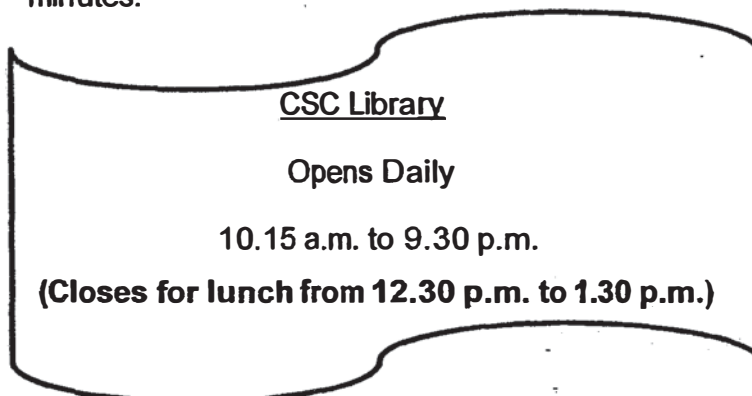 minutes.
CSC Library
Opens Daily
10.15 a.m. to 9.30 p.m.
(Closes for lunch from 12.30 p.m. to 1.30 p.m.)